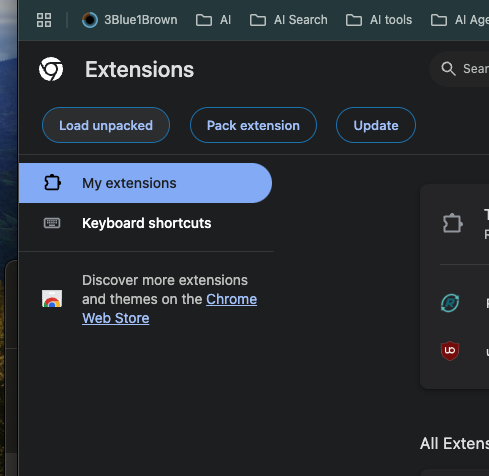 3Blue1Brown AI AI Search AI tools AI Age
Extensions
Sear
Load unpacked Pack extension Update
My extensions
Keyboard shortcuts
Discover more extensions
and themes on the Chrome
Web Store
All Extens